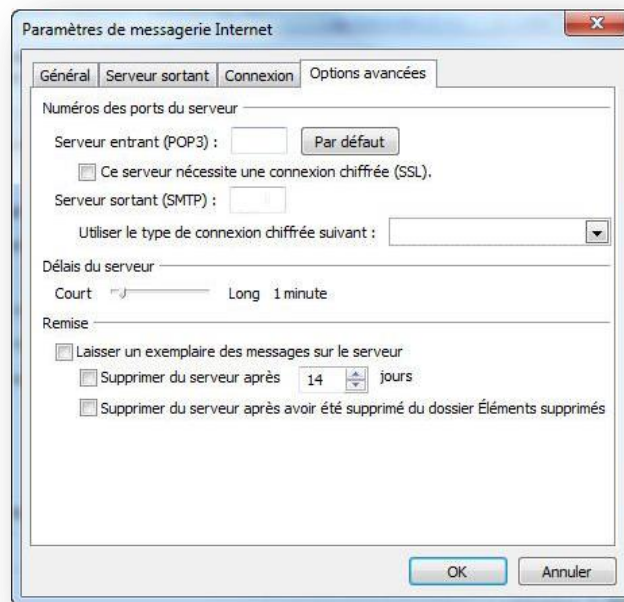 Paramètres de messagerie Internet
Général Serveur sortant Connexion Options avancées
Numéros des ports du serveur
Serveur entrant (POP3) : Par défaut
Ce serveur nécessite une connexion chiffrée (SSL).
Serveur sortant (SMTP) :
Utiliser le type de connexion chiffrée suivant :
Délais du serveur
Court Long 1 minute
Remise
Laisser un exemplaire des messages sur le serveur
Supprimer du serveur après 14 jours
Supprimer du serveur après avoir été supprimé du dossier Éléments supprimés
OK Annuler